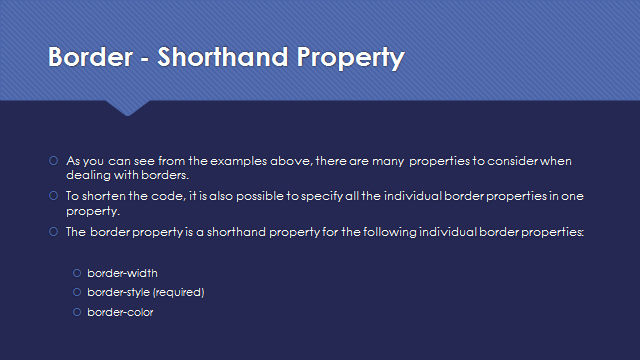 Border - Shorthand Property
As you can see from the examples above, there are many properties to consider when
dealing with borders.
To shorten the code, it is also possible to specify all the individual border properties in one
property.
The border property is a shorthand property for the following individual border properties:
border-width
border-style (required)
border-color